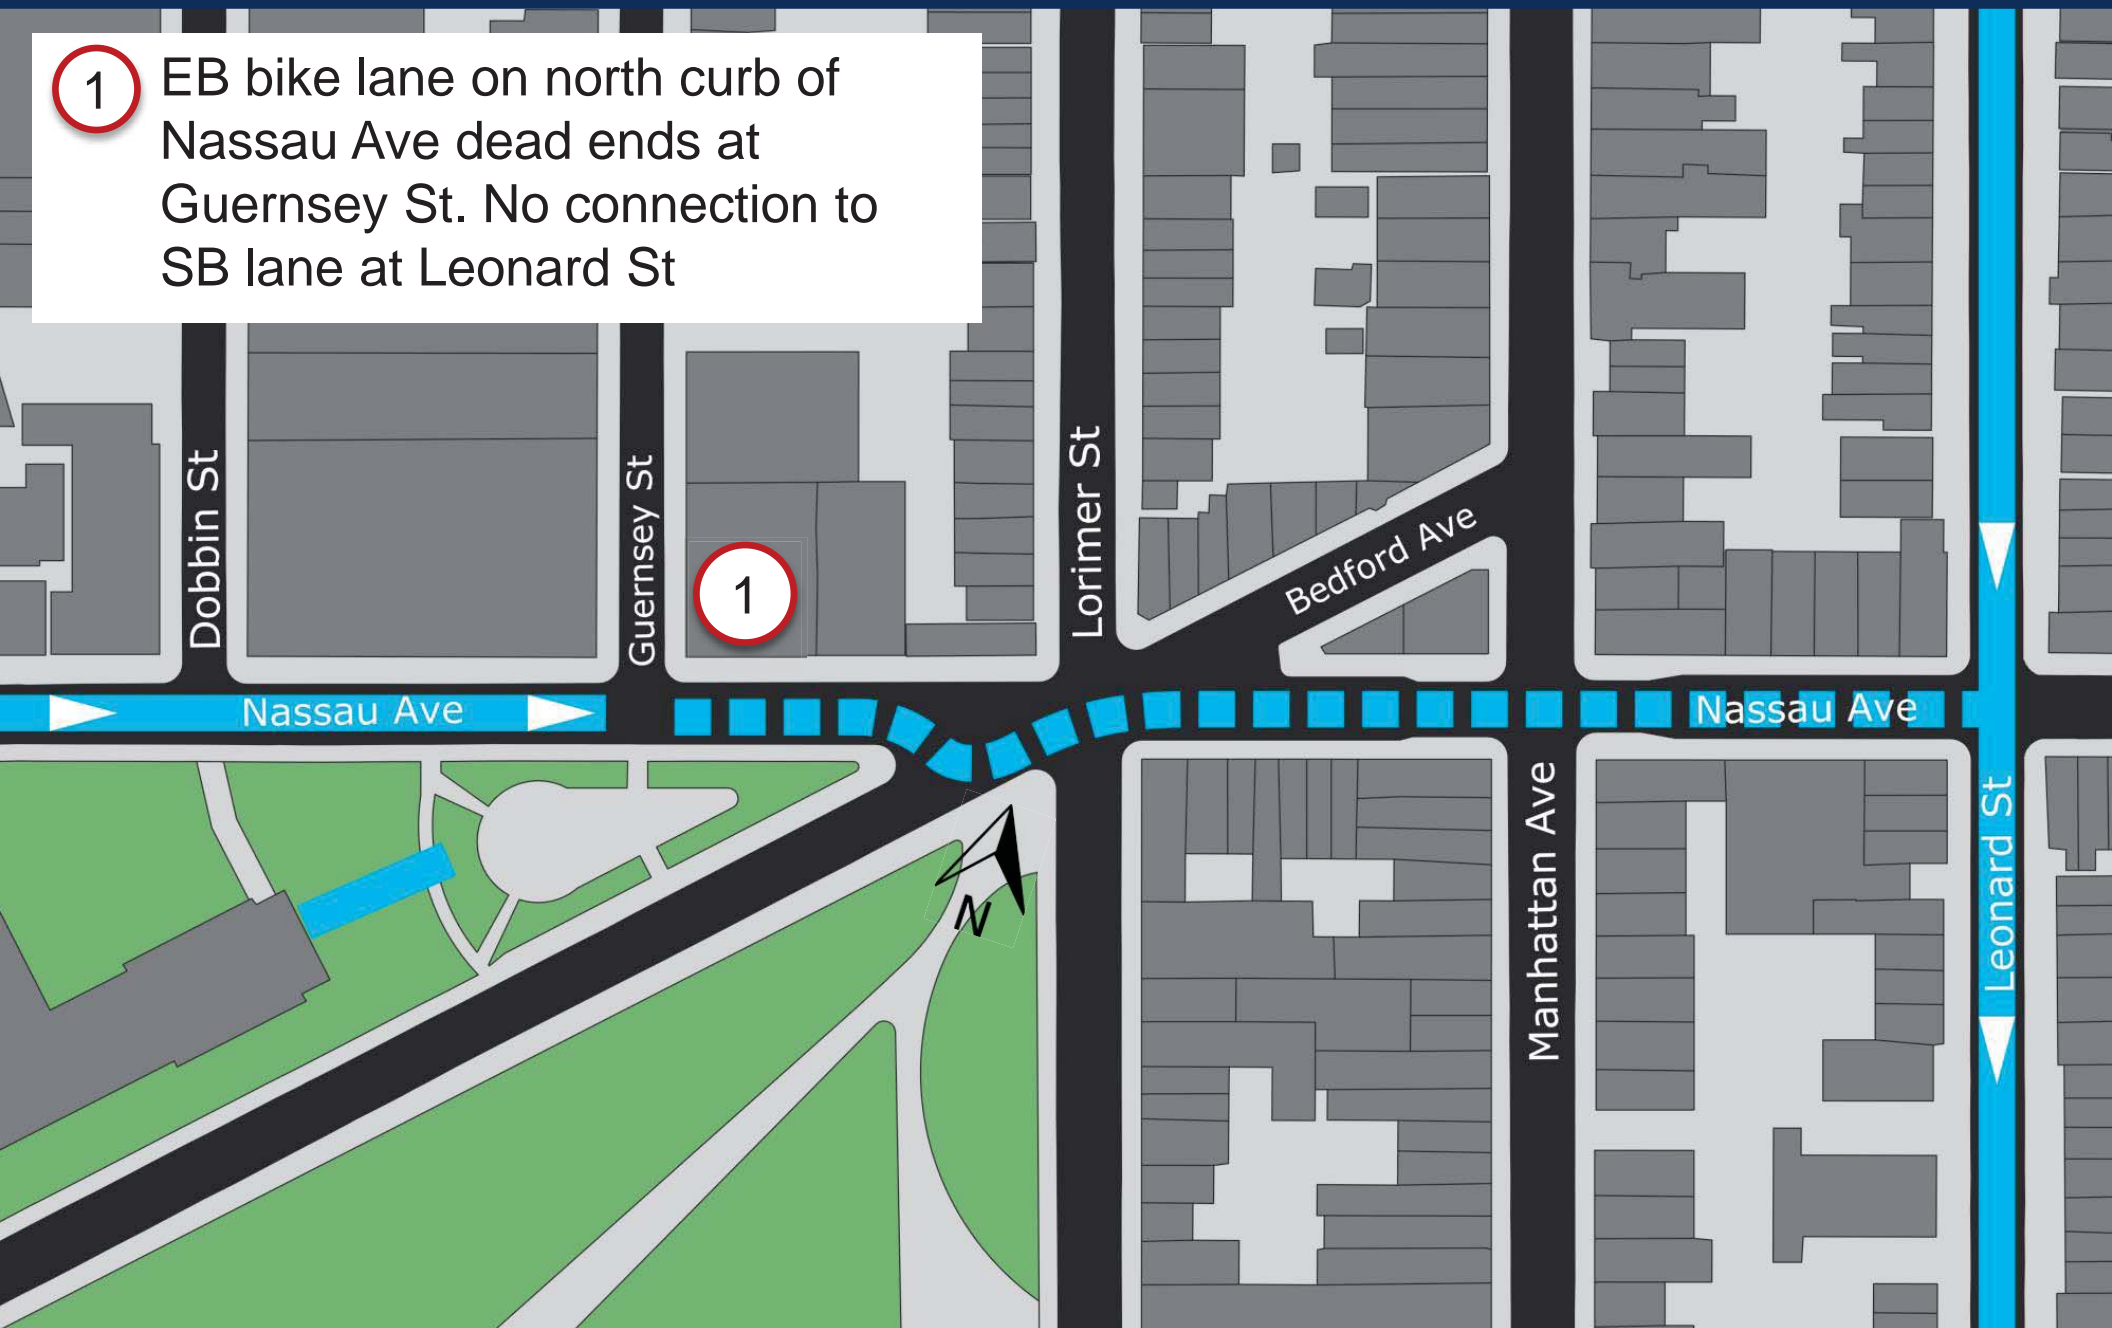 1
EB bike lane on north curb of
Nassau Ave dead ends at
Guernsey St. No connection to
SB lane at Leonard St
Dobbin St
Guernsey St
Lorimer St
Bedford Ave
1
Nassau Ave
Nassau Ave
Manhattan Ave
Leonard St
N